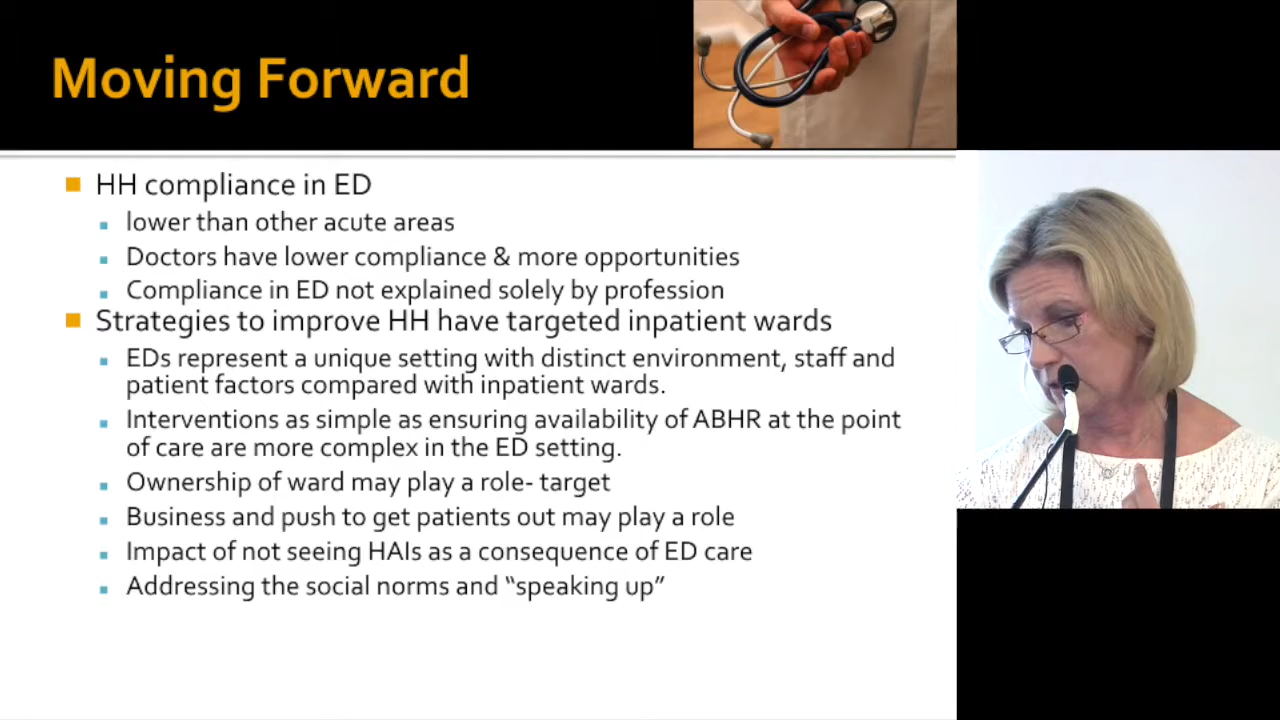 Moving Forward
HH compliance in ED
lower than other acute areas
Doctors have lower compliance & more opportunities
Compliance in ED not explained solely by profession
Strategies to improve HH have targeted inpatient wards
EDs represent a unique setting with distinct environment, staff and
patient factors compared with inpatient wards.
Interventions as simple as ensuring availability of ABHR at the point
of care are more complex in the ED setting.
Ownership of ward may play a role- target
Business and push to get patients out may play a role
Impact of not seeing HAIs as a consequence of ED care
Addressing the social norms and “speaking up”